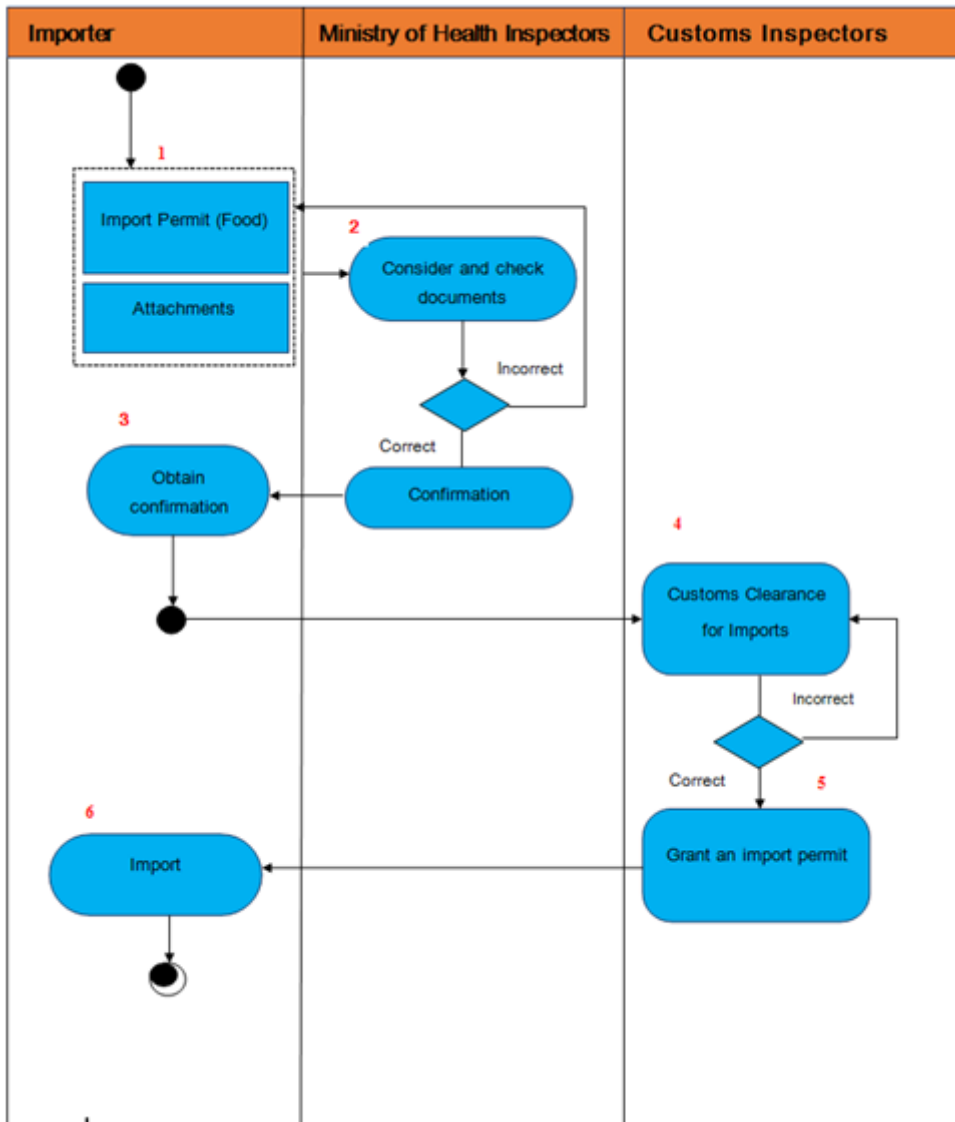 Importer
Ministry of Health Inspectors
Customs Inspectors
1
Import Permit (Food)
Attachments
2
Consider and check
documents
Incorrect
Correct
3
Obtain
confirmation
Confirmation
4
Customs Clearance
for Imports
Incorrect
Correct
5
Grant an import permit
6
Import